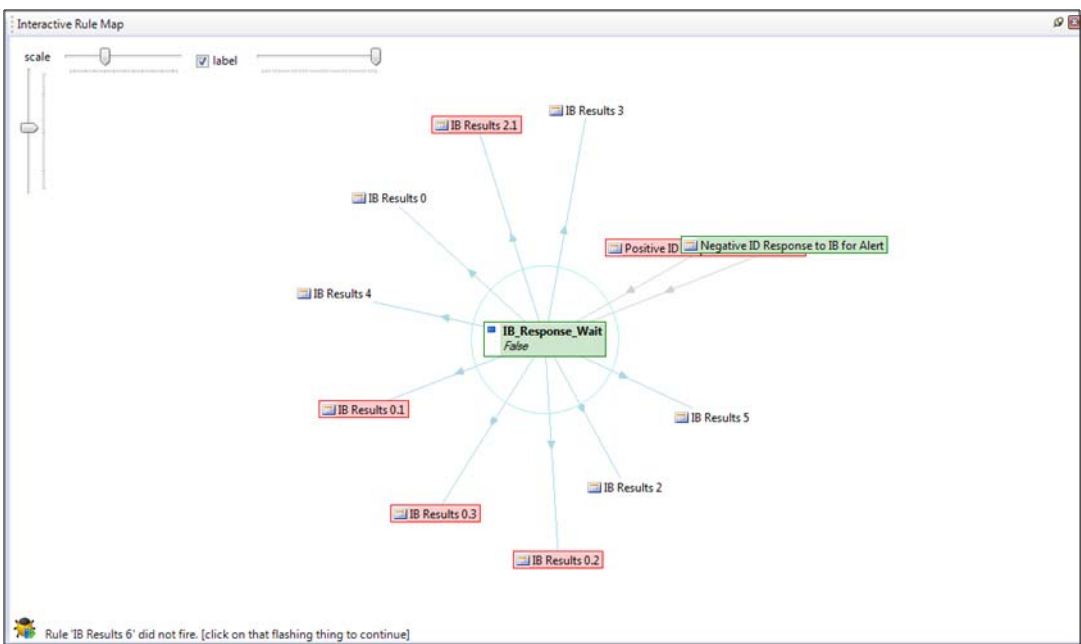 Interactive Rule Map
scale
label
IB Results 3
IB Results 2.1
IB Results 0
Positive ID
Negative ID Response to IB for Alert
IB Results 4
IB_Response_Wait
False
IB Results 0.1
IB Results 5
IB Results 2
IB Results 0.3
IB Results 0.2
Rule 'IB Results 6' did not fire. [click on that flashing thing to continue]